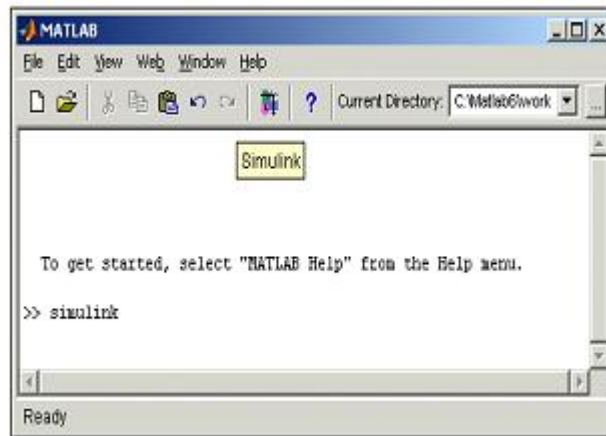 MATLAB
File Edit View Web Window Help
? Current Directory: C:\Matlab6\work ...
Simulink
To get started, select "MATLAB Help" from the Help menu.
>> simulink
Ready